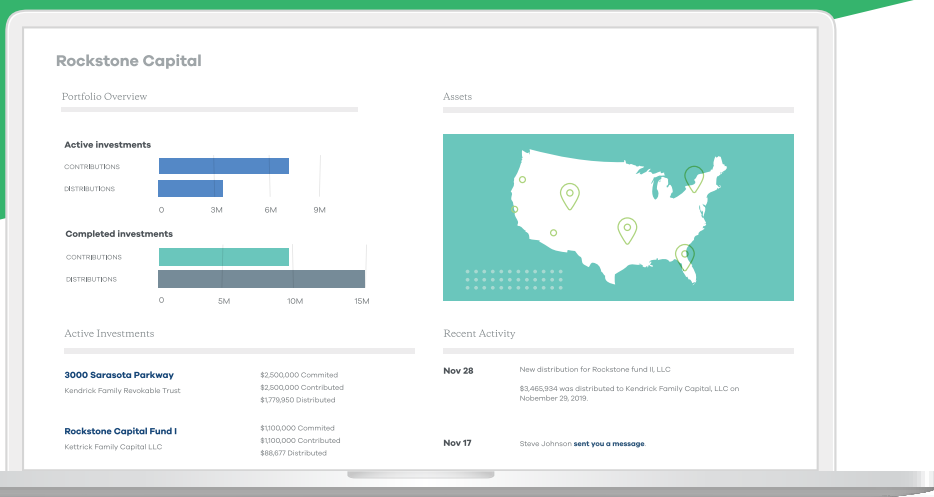 Rockstone Capital
Portfolio Overview
Active investments
CONTRIBUTIONS
DISTRIBUTIONS
0 3M 6M 9M
Completed investments
CONTRIBUTIONS
DISTRIBUTIONS
0 5M 10M 15M
Assets
Active Investments
3000 Sarasota Parkway
Kendrick Family Revokable Trust
$2,500,000 Commited
$2,500,000 Contributed
$1,779,950 Distributed
Rockstone Capital Fund I
Kettrick Family Capital LLC
$1,100,000 Commited
$1,100,000 Contributed
$88,677 Distributed
Recent Activity
Nov 28
New distribution for Rockstone fund II, LLC
$3,465,934 was distributed to Kendrick Family Capital, LLC on
Nobember 29, 2019.
Nov 17
Steve Johnson sent you a message.